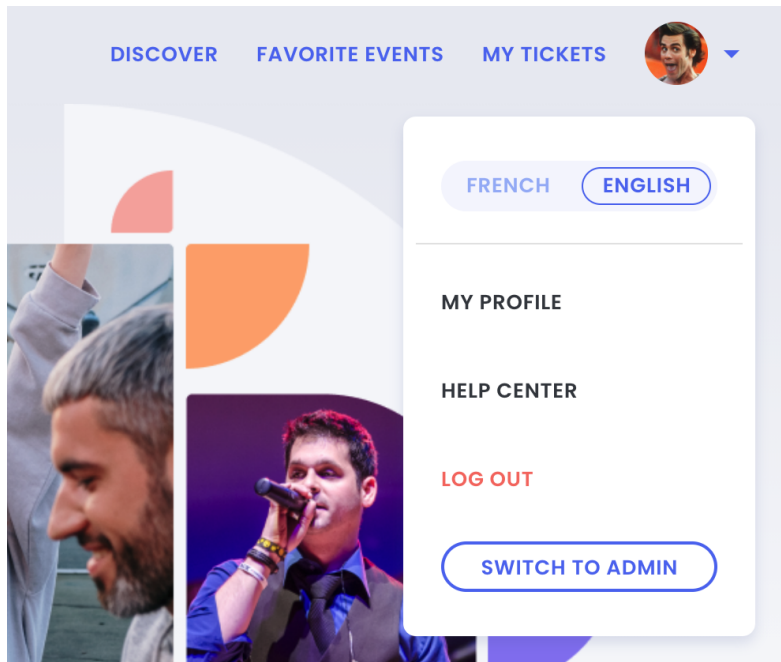 DISCOVER FAVORITE EVENTS MY TICKETS
FRENCH ENGLISH
MY PROFILE
HELP CENTER
LOG OUT
SWITCH TO ADMIN